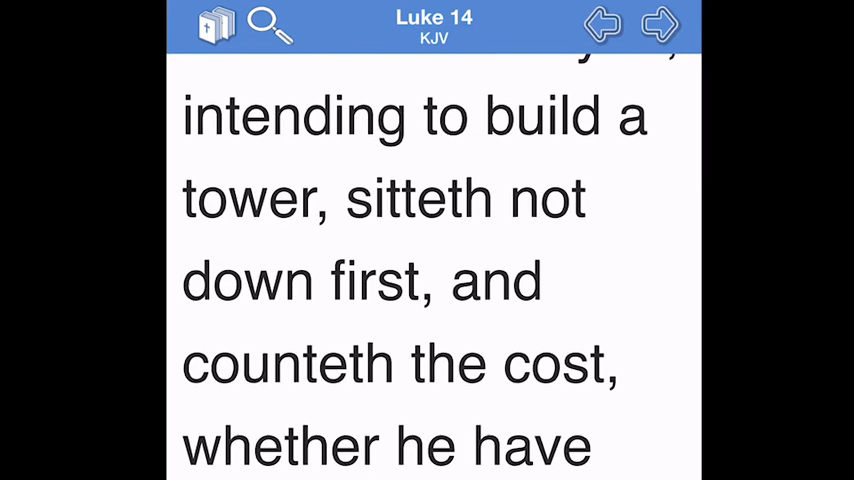 Luke 14
KJV
intending to build a
tower, sitteth not
down first, and
counteth the cost,
whether he have